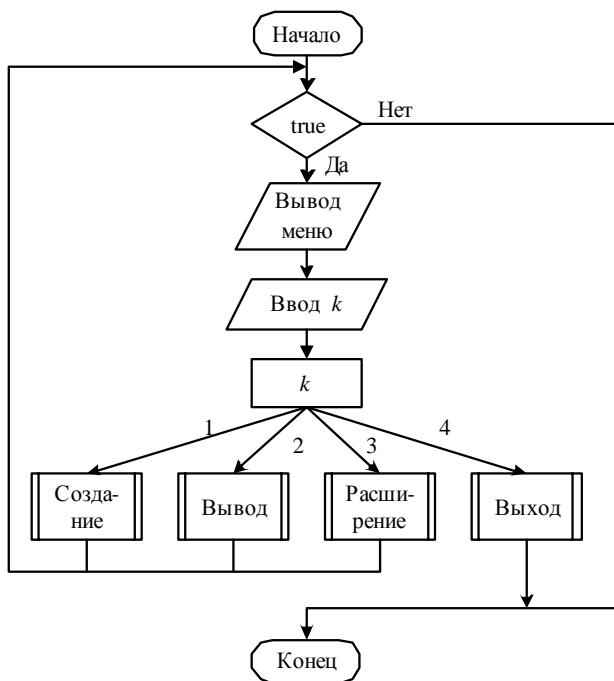 Начало
true
Нет
Да
Вывод
меню
Ввод k
k
1
2
3
4
Созда-
ние
Вывод
Расши-
рение
Выход
Конец